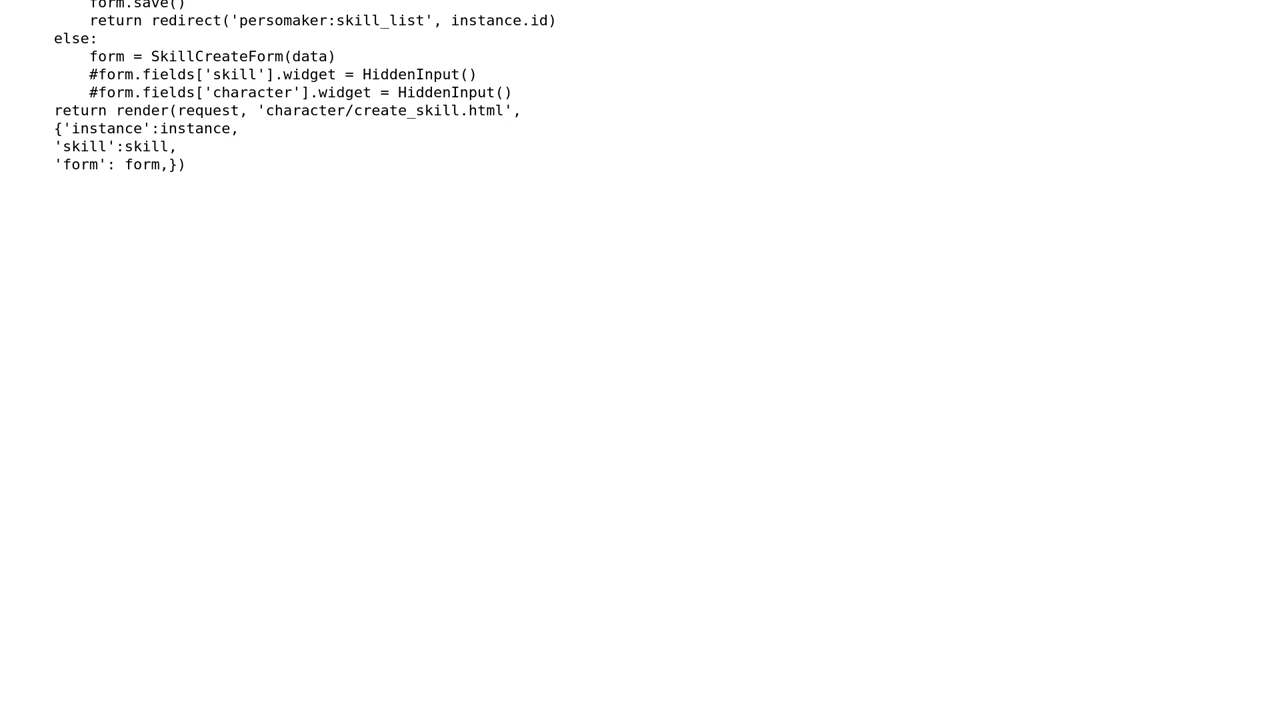 form.save()
return redirect('persomaker:skill_list', instance.id)
else:
form = SkillCreateForm(data)
#form.fields['skill'].widget = HiddenInput()
#form.fields['character'].widget = HiddenInput()
return render(request, 'character/create_skill.html',
{'instance':instance,
'skill':skill,
'form': form,})